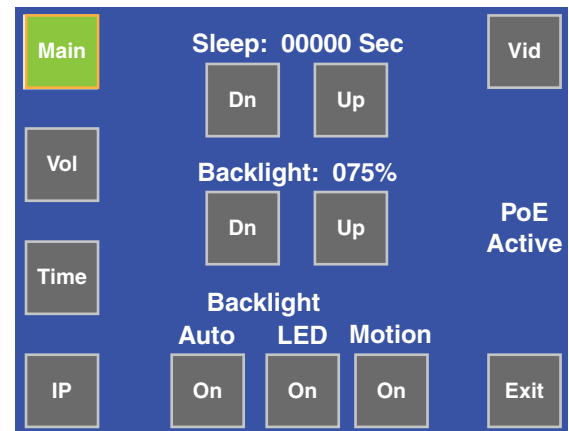 Main
Sleep: 00000 Sec
Vid
Dn
Up
Vol
Backlight: 075%
Dn
Up
PoE
Active
Time
Backlight
Auto
LED
Motion
IP
On
On
On
Exit